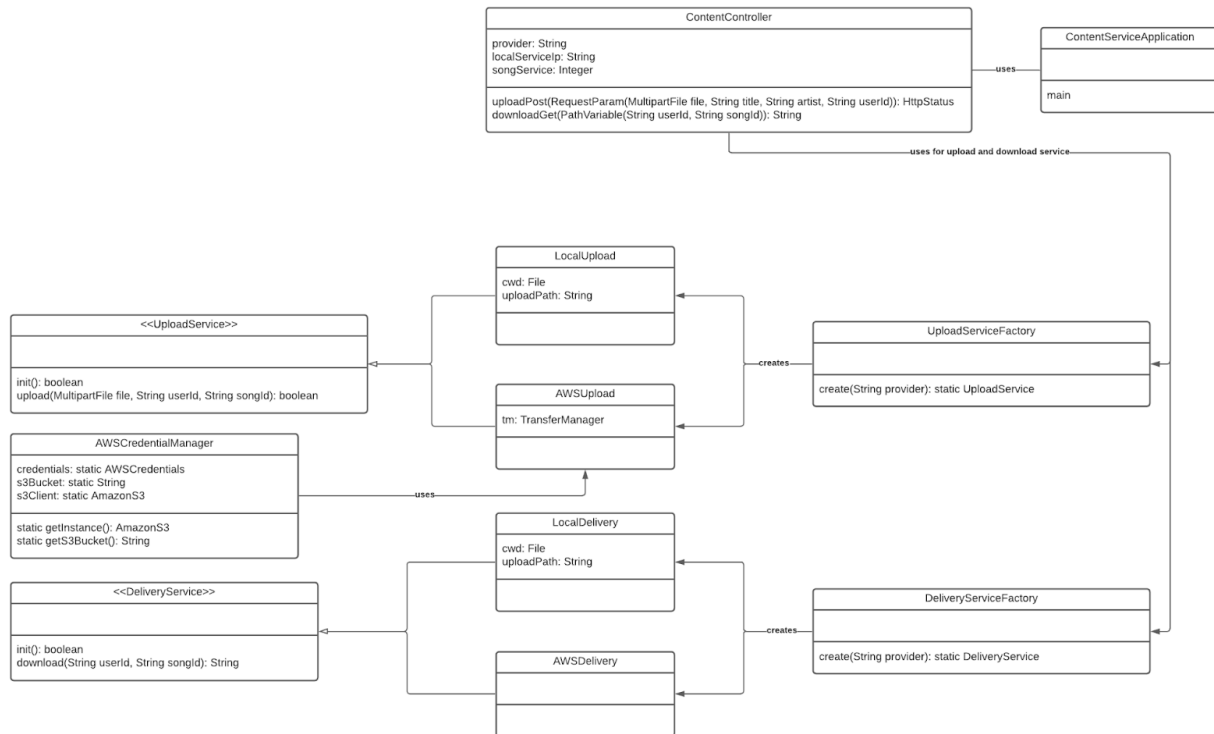 ContentController
provider: String
localServiceIp: String
songService: Integer
uploadPost(RequestParam(MultipartFile file, String title, String artist, String userId)): HttpStatus
downloadGet(PathVariable(String userId, String songId)): String
uses
ContentServiceApplication
main
uses for upload and download service
LocalUpload
cwd: File
uploadPath: String
<<UploadService>>
init(): boolean
upload(MultipartFile file, String userId, String songId): boolean
creates
UploadServiceFactory
create(String provider): static UploadService
AWSUpload
tm: TransferManager
AWSCredentialManager
credentials: static AWSCredentials
s3Bucket: static String
s3Client: static AmazonS3
static getInstance(): AmazonS3
static getS3Bucket(): String
uses
LocalDelivery
cwd: File
uploadPath: String
<<DeliveryService>>
init(): boolean
download(String userId, String songId): String
creates
DeliveryServiceFactory
create(String provider): static DeliveryService
AWSDelivery